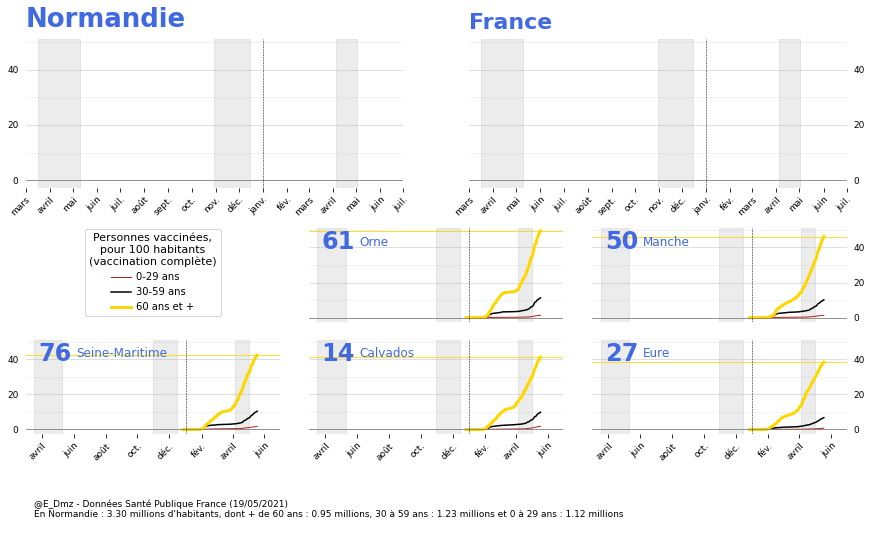 Normandie
France
40
20
0
mars avril mai juin juil. août sept. oct. nov. déc. janv. fév. mars avril mai juin juil.
40
20
0
mars avril mai juin juil. août sept. oct. nov. déc. janv. fév. mars avril mai juin juil.
Personnes vaccinées,
pour 100 habitants
(vaccination complète)
0-29 ans
30-59 ans
60 ans et +
61 Orne
50 Manche
40
20
0
76 Seine-Maritime
14 Calvados
27 Eure
40
20
0
40
20
0
avril juin août oct. déc. fév. avril juin
avril juin août oct. déc. fév. avril juin
avril juin août oct. déc. fév. avril juin
@E_Dmz - Données Santé Publique France (19/05/2021)
En Normandie : 3.30 millions d'habitants, dont + de 60 ans : 0.95 millions, 30 à 59 ans : 1.23 millions et 0 à 29 ans : 1.12 millions